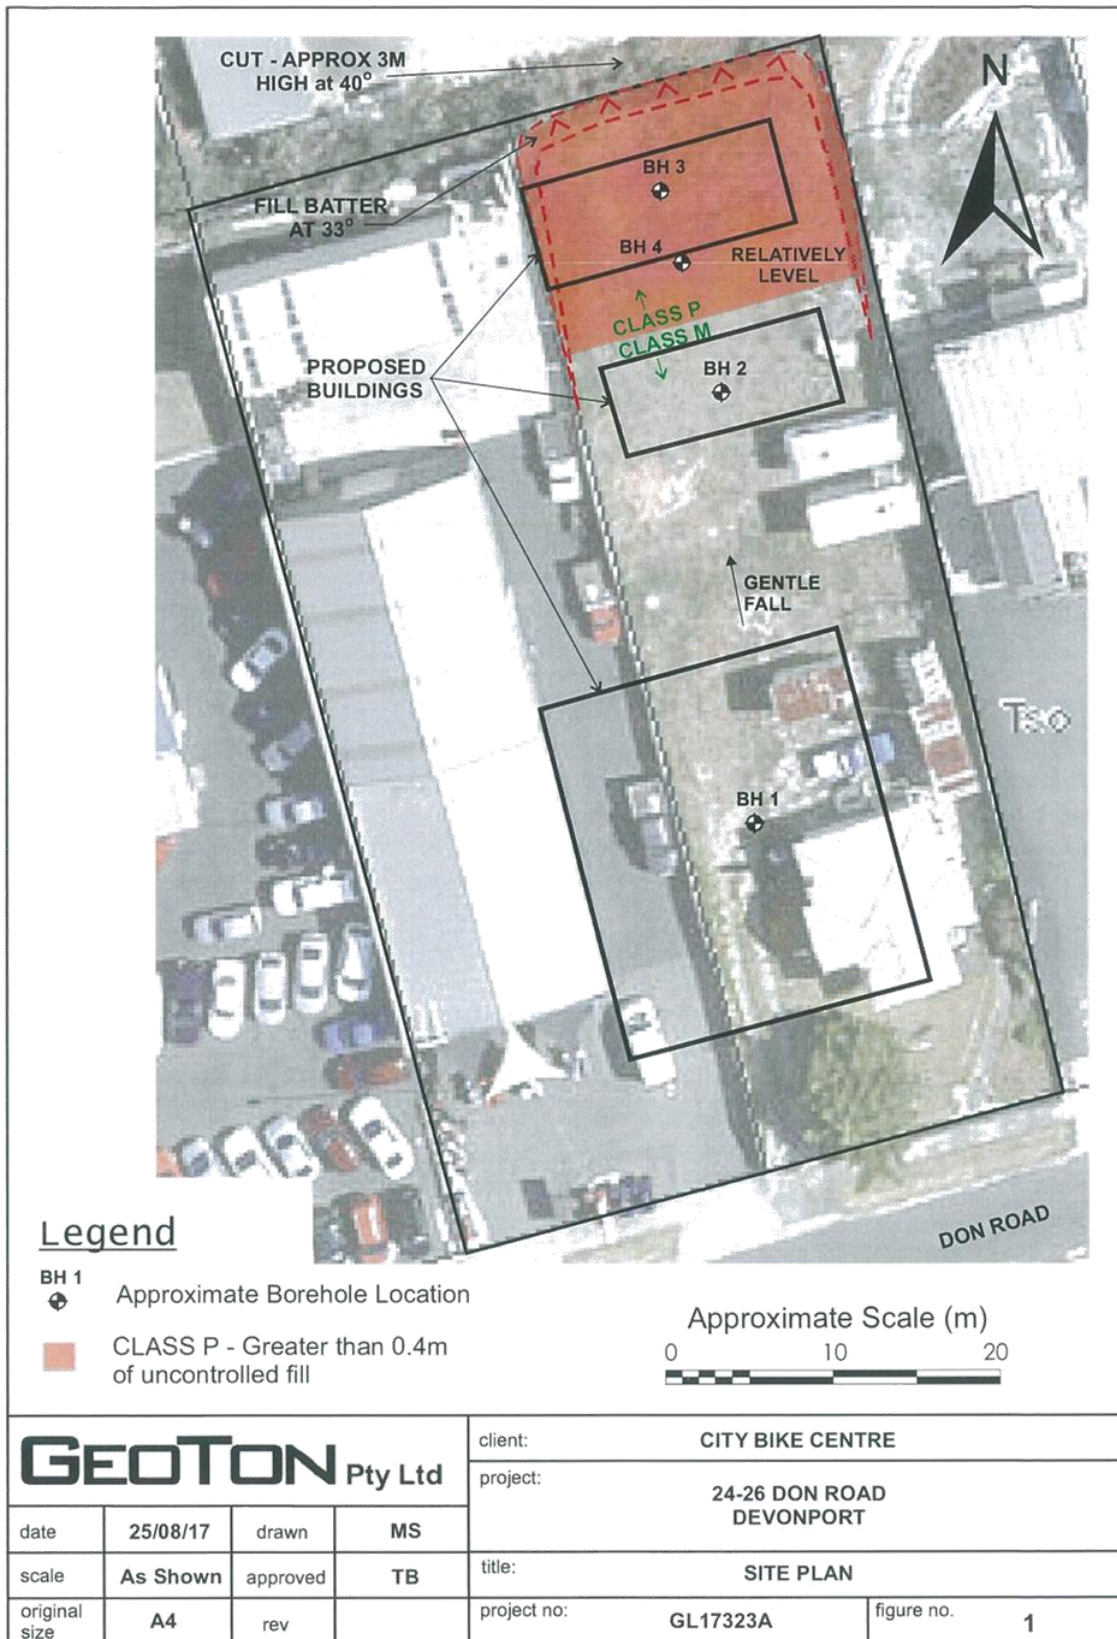 CUT - APPROX 3M
HIGH at 40°
N
BH 3
FILL BATTER
AT 33°
BH 4
RELATIVELY
LEVEL
CLASS P
CLASS M
PROPOSED
BUILDINGS
BH 2
GENTLE
FALL
BH 1
DON ROAD
Legend
BH 1
Approximate Borehole Location
CLASS P - Greater than 0.4m
of uncontrolled fill
Approximate Scale (m)
0 10 20
GEOTON Pty Ltd
client: CITY BIKE CENTRE
project: 24-26 DON ROAD
DEVONPORT
date 25/08/17 drawn MS
scale As Shown approved TB
title: SITE PLAN
original
size A4 rev
project no: GL17323A figure no. 1